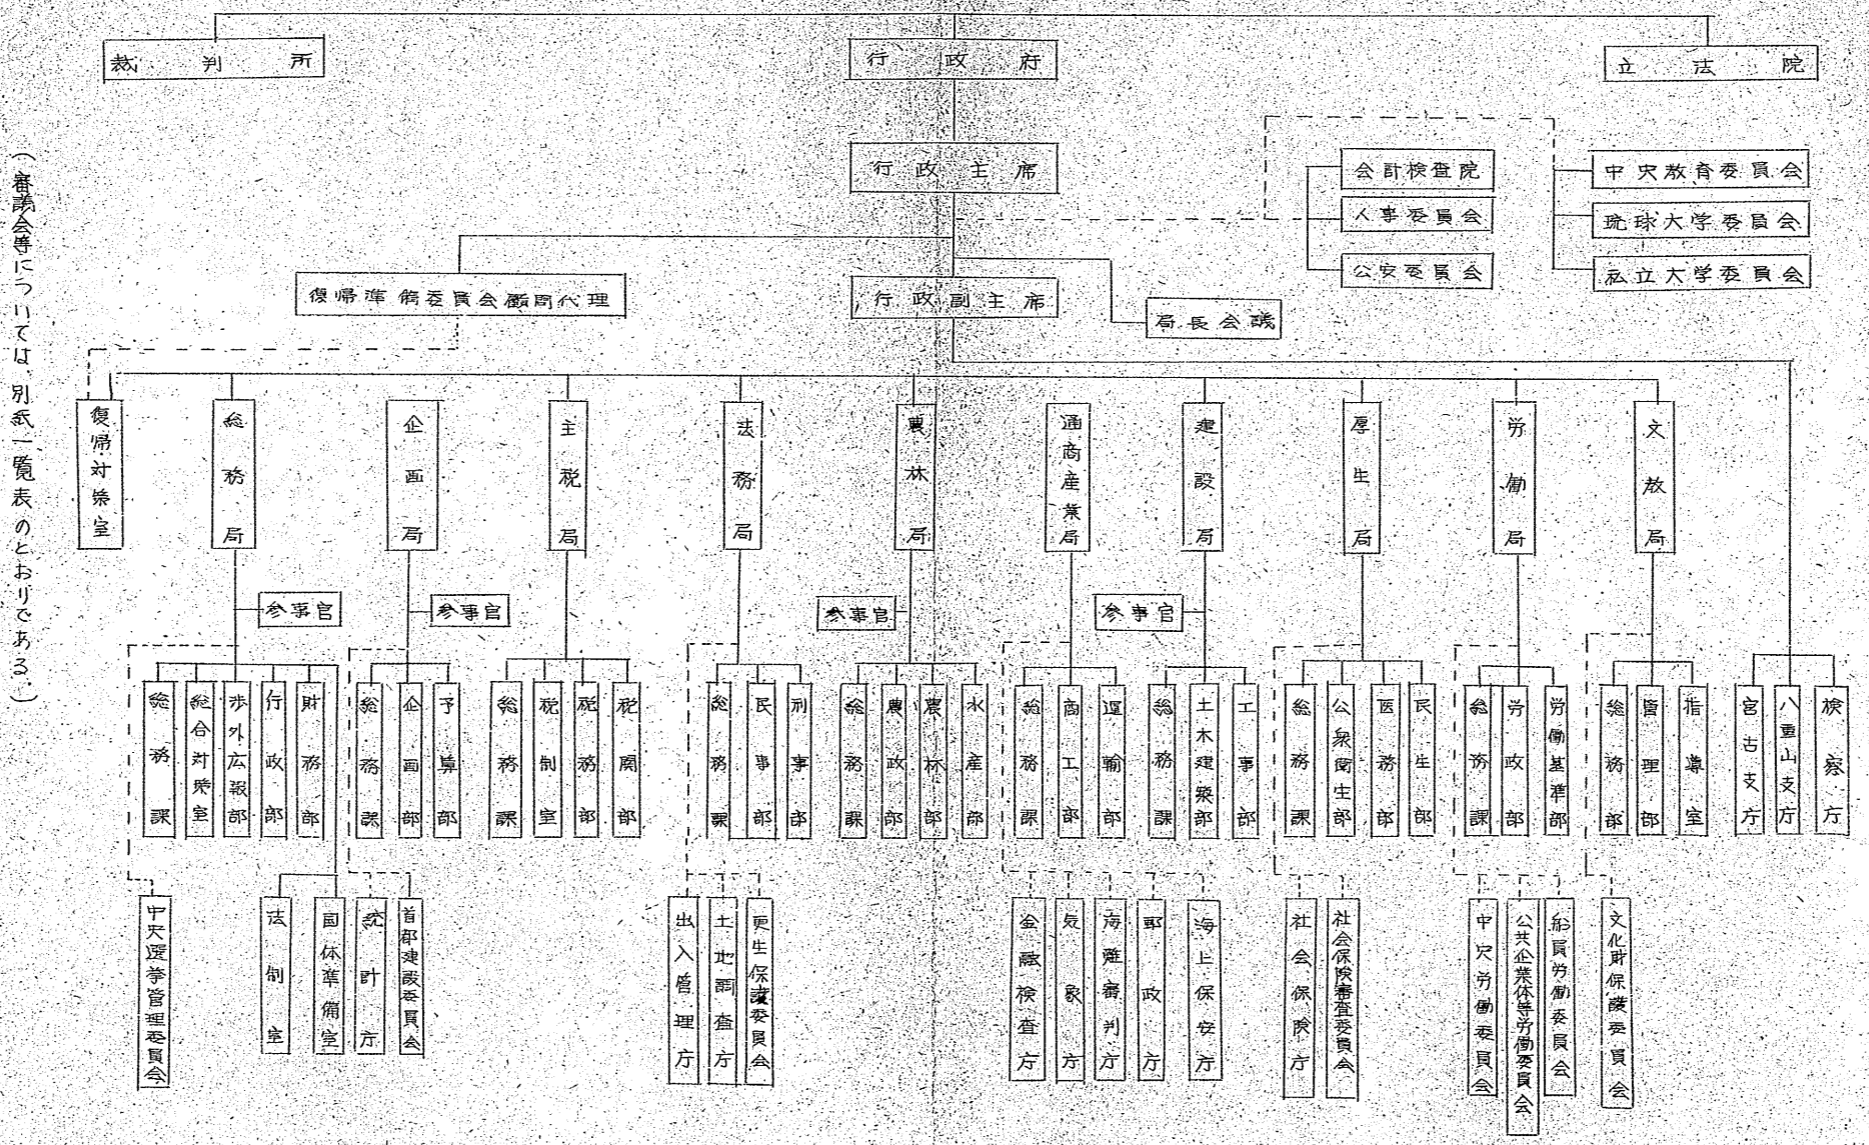 裁判所
行政府
立法院
行政主席
会計検査院
人事委員会
公安委員会
中央教育委員会
琉球大学委員会
私立大学委員会
復帰準備委員会顧問代理
行政副主席
局長会議
復帰対策室
総務局
企画局
主税局
法務局
農林局
通商産業局
建設局
厚生局
労働局
文教局
参事官
参事官
参事官
参事官
総務課
総合対策室
渉外広報部
行政部
財務部
総務課
企画部
予算部
総務課
税制室
税務部
税関部
総務課
民事部
刑事部
総務課
農政部
農林部
水産部
総務課
商工部
運輸部
総務課
土木建築部
工事部
総務課
公衆衛生部
医務部
民生部
総務課
労政部
労働基準部
総務部
管理部
指導室
宮古支庁
八重山支庁
検察庁
中央選挙管理委員会
法制室
国体準備室
統計庁
首都建設委員会
出入管理庁
土地調査庁
更生保護委員会
金融検査庁
気象庁
海難審判庁
郵政庁
海上保安庁
社会保険庁
社会保険審査委員会
中央労働委員会
公共企業体等労働委員会
船員労働委員会
文化財保護委員会
(審議会等については、別紙一覧表のとおりである。)